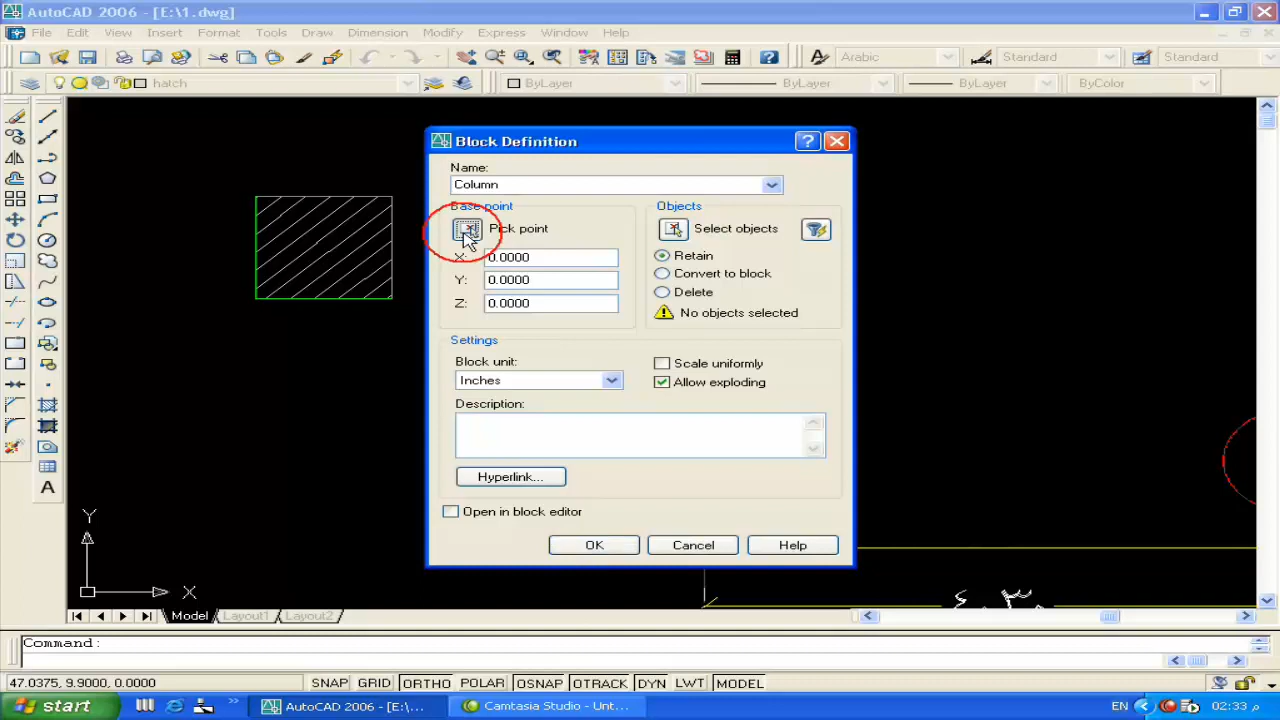 AutoCAD 2006 - [E:\1.dwg]
File Edit View Insert Format Tools Draw Dimension Modify Express Window Help
Arabic Standard Standard
hatch ByLayer ByLayer ByLayer ByColor
Block Definition
Name:
Column
Base point
Pick point
X: 0.0000
Y: 0.0000
Z: 0.0000
Objects
Select objects
Retain
Convert to block
Delete
No objects selected
Settings
Block unit:
Inches
Scale uniformly
Allow exploding
Description:
Hyperlink...
Open in block editor
OK Cancel Help
Y
X
٤.٣٠
A
Model Layout1 Layout2
Command:
47.0375, 9.9000, 0.0000 SNAP GRID ORTHO POLAR OSNAP OTRACK DYN LWT MODEL
start AutoCAD 2006 - [E:\... Camtasia Studio - Unt... EN 02:33 م